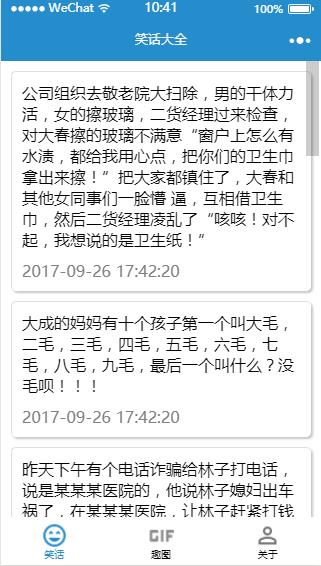 WeChat 10:41 100%
笑话大全
公司组织去敬老院大扫除，男的干体力
活，女的擦玻璃，二货经理过来检查，
对大春擦的玻璃不满意“窗户上怎么有
水渍，都给我用心点，把你们的卫生巾
拿出来擦！”把大家都镇住了，大春和
其他女同事们一脸懵 逼，互相借卫生
巾，然后二货经理凌乱了“咳咳！对不
起，我想说的是卫生纸！”
2017-09-26 17:42:20
大成的妈妈有十个孩子第一个叫大毛，
二毛，三毛，四毛，五毛，六毛，七
毛，八毛，九毛，最后一个叫什么？没
毛呗！！！
2017-09-26 17:42:20
昨天下午有个电话诈骗给林子打电话，
说是某某某医院的，他说林子媳妇出车
祸了，在某某某医院，让林子赶紧打钱
GIF
笑话 趣图 关于